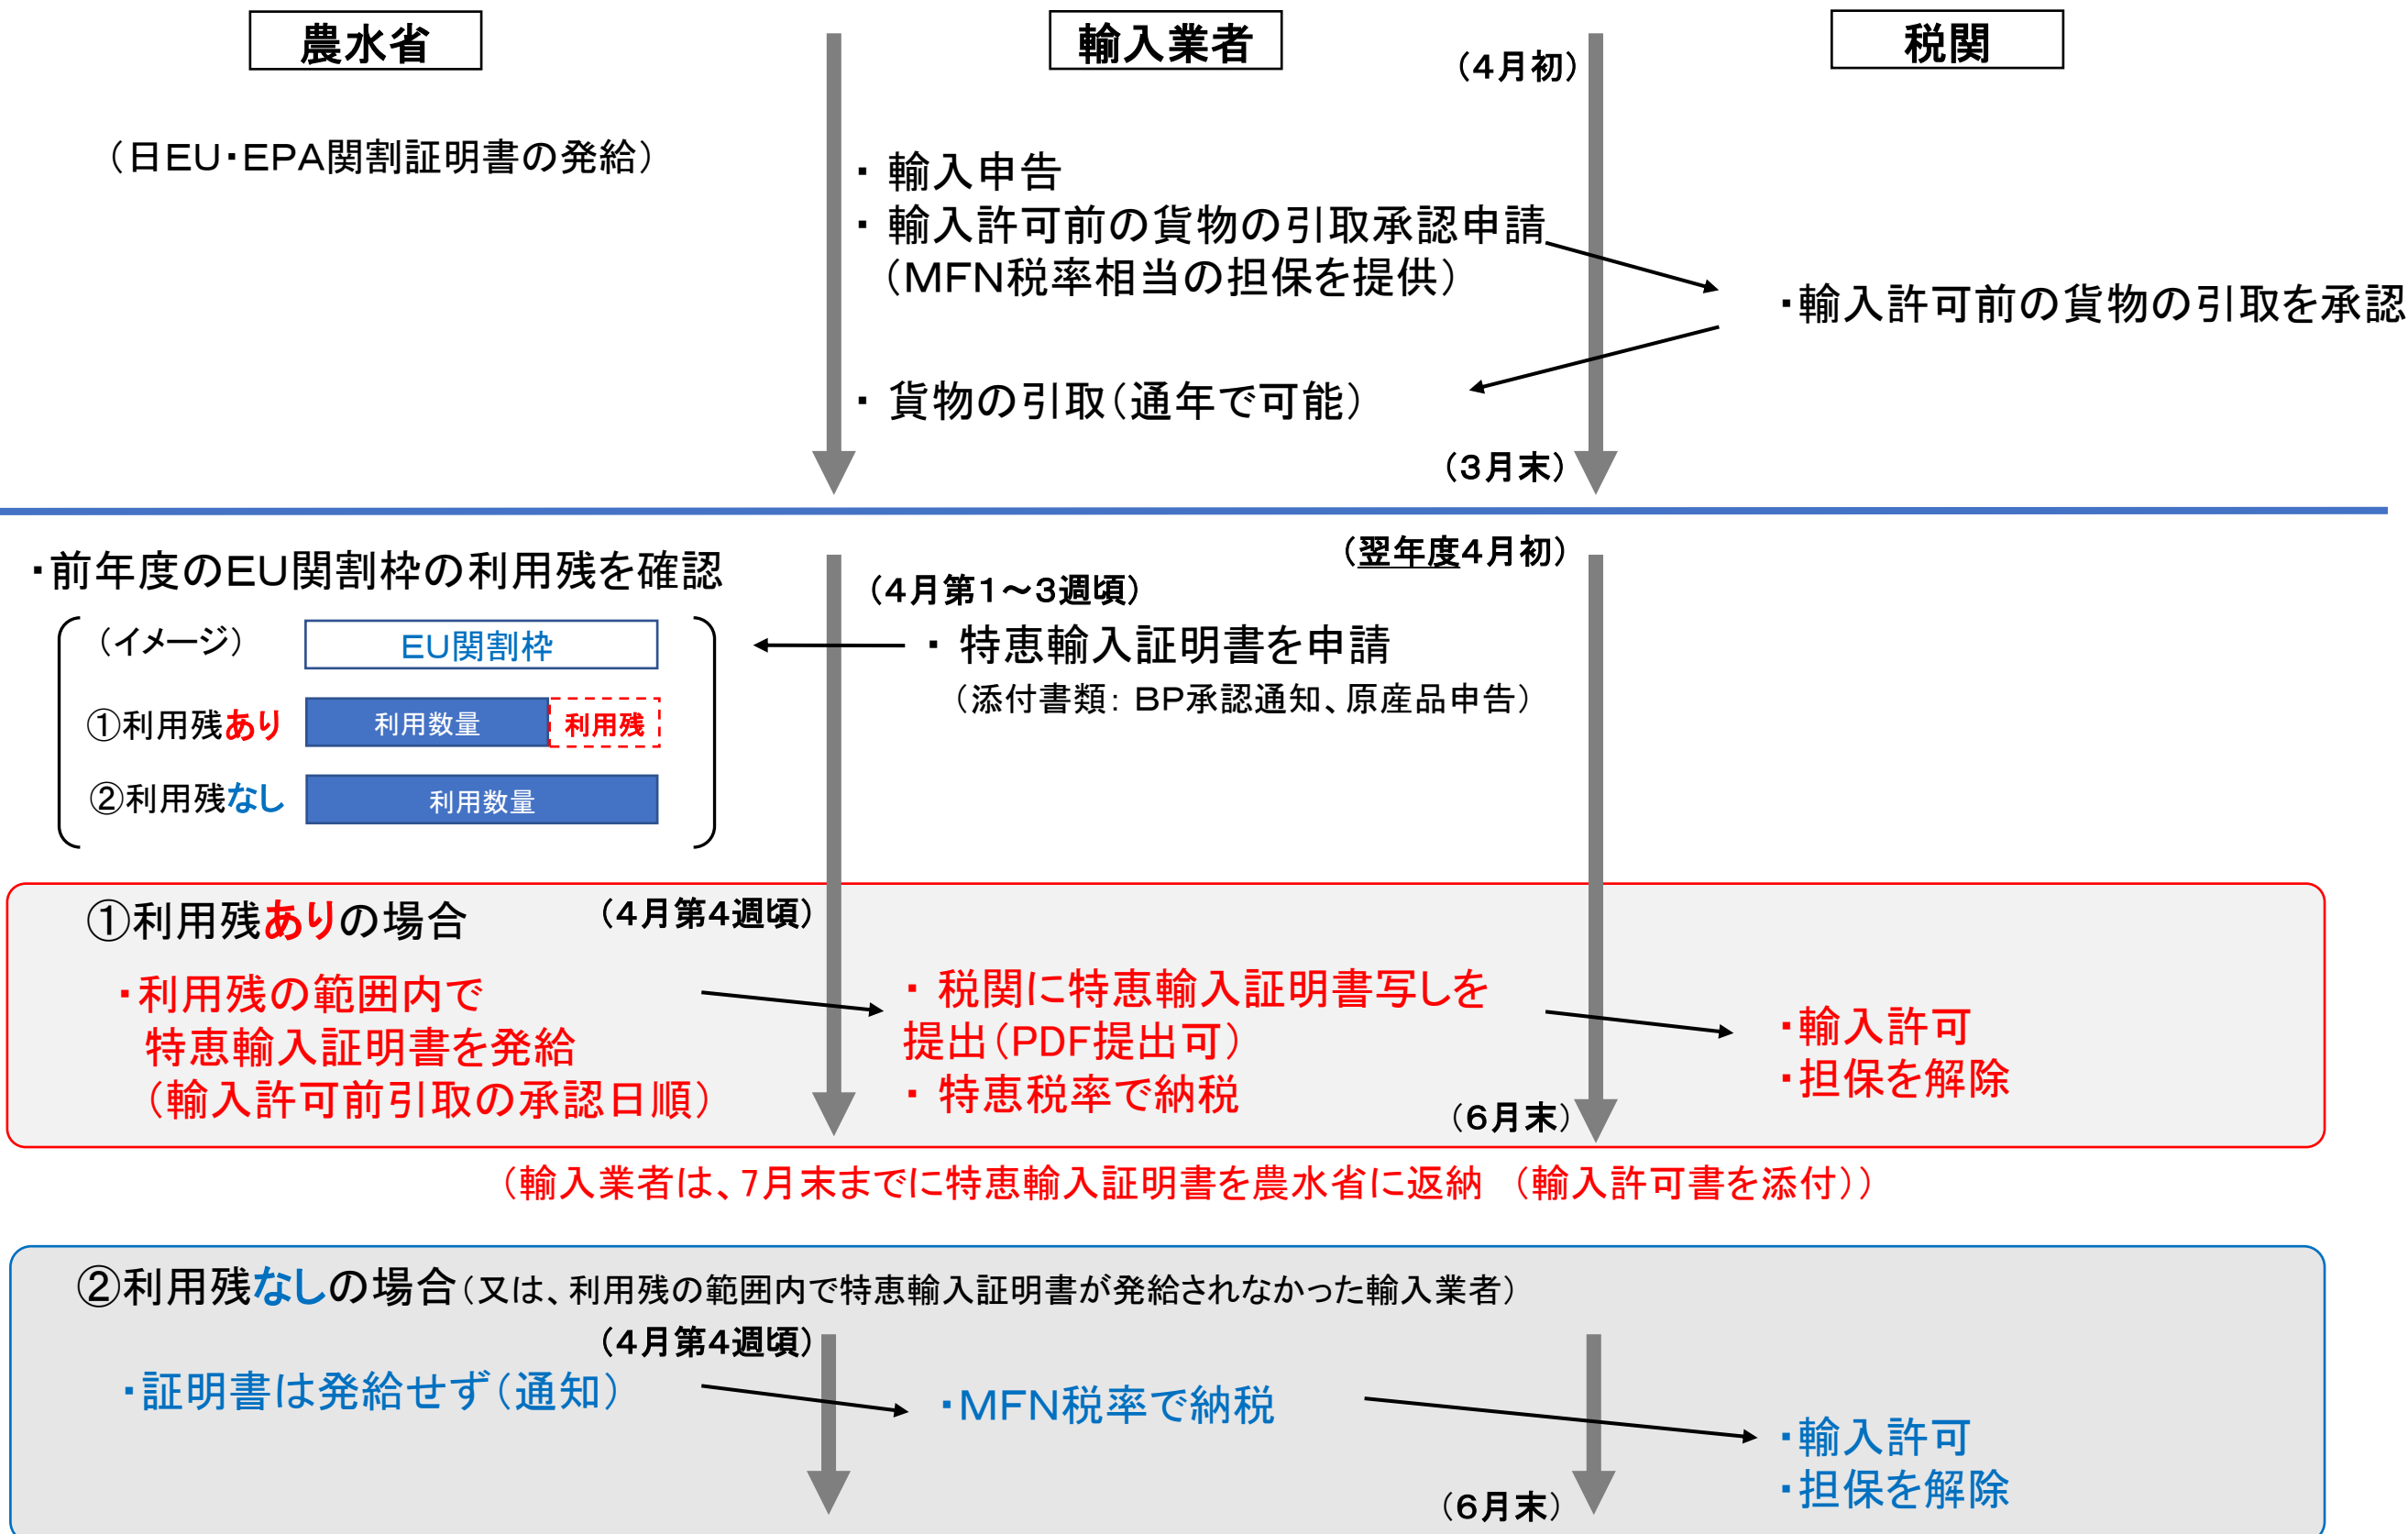 農水省
輸入業者
税関
（4月初）
（日EU・EPA関割証明書の発給）
・ 輸入申告
・ 輸入許可前の貨物の引取承認申請
（MFN税率相当の担保を提供）
・輸入許可前の貨物の引取を承認
・ 貨物の引取（通年で可能）
（3月末）
・前年度のEU関割枠の利用残を確認
（翌年度4月初）
（4月第1～3週頃）
・ 特恵輸入証明書を申請
（添付書類： BP承認通知、原産品申告）
（イメージ）
EU関割枠
①利用残あり
利用数量
利用残
②利用残なし
利用数量
①利用残ありの場合
（4月第4週頃）
・利用残の範囲内で
特恵輸入証明書を発給
（輸入許可前引取の承認日順）
・ 税関に特恵輸入証明書写しを
提出（PDF提出可）
・ 特恵税率で納税
・輸入許可
・担保を解除
（6月末）
（輸入業者は、7月末までに特恵輸入証明書を農水省に返納 （輸入許可書を添付））
②利用残なしの場合（又は、利用残の範囲内で特恵輸入証明書が発給されなかった輸入業者）
（4月第4週頃）
・証明書は発給せず（通知）
・MFN税率で納税
・輸入許可
・担保を解除
（6月末）